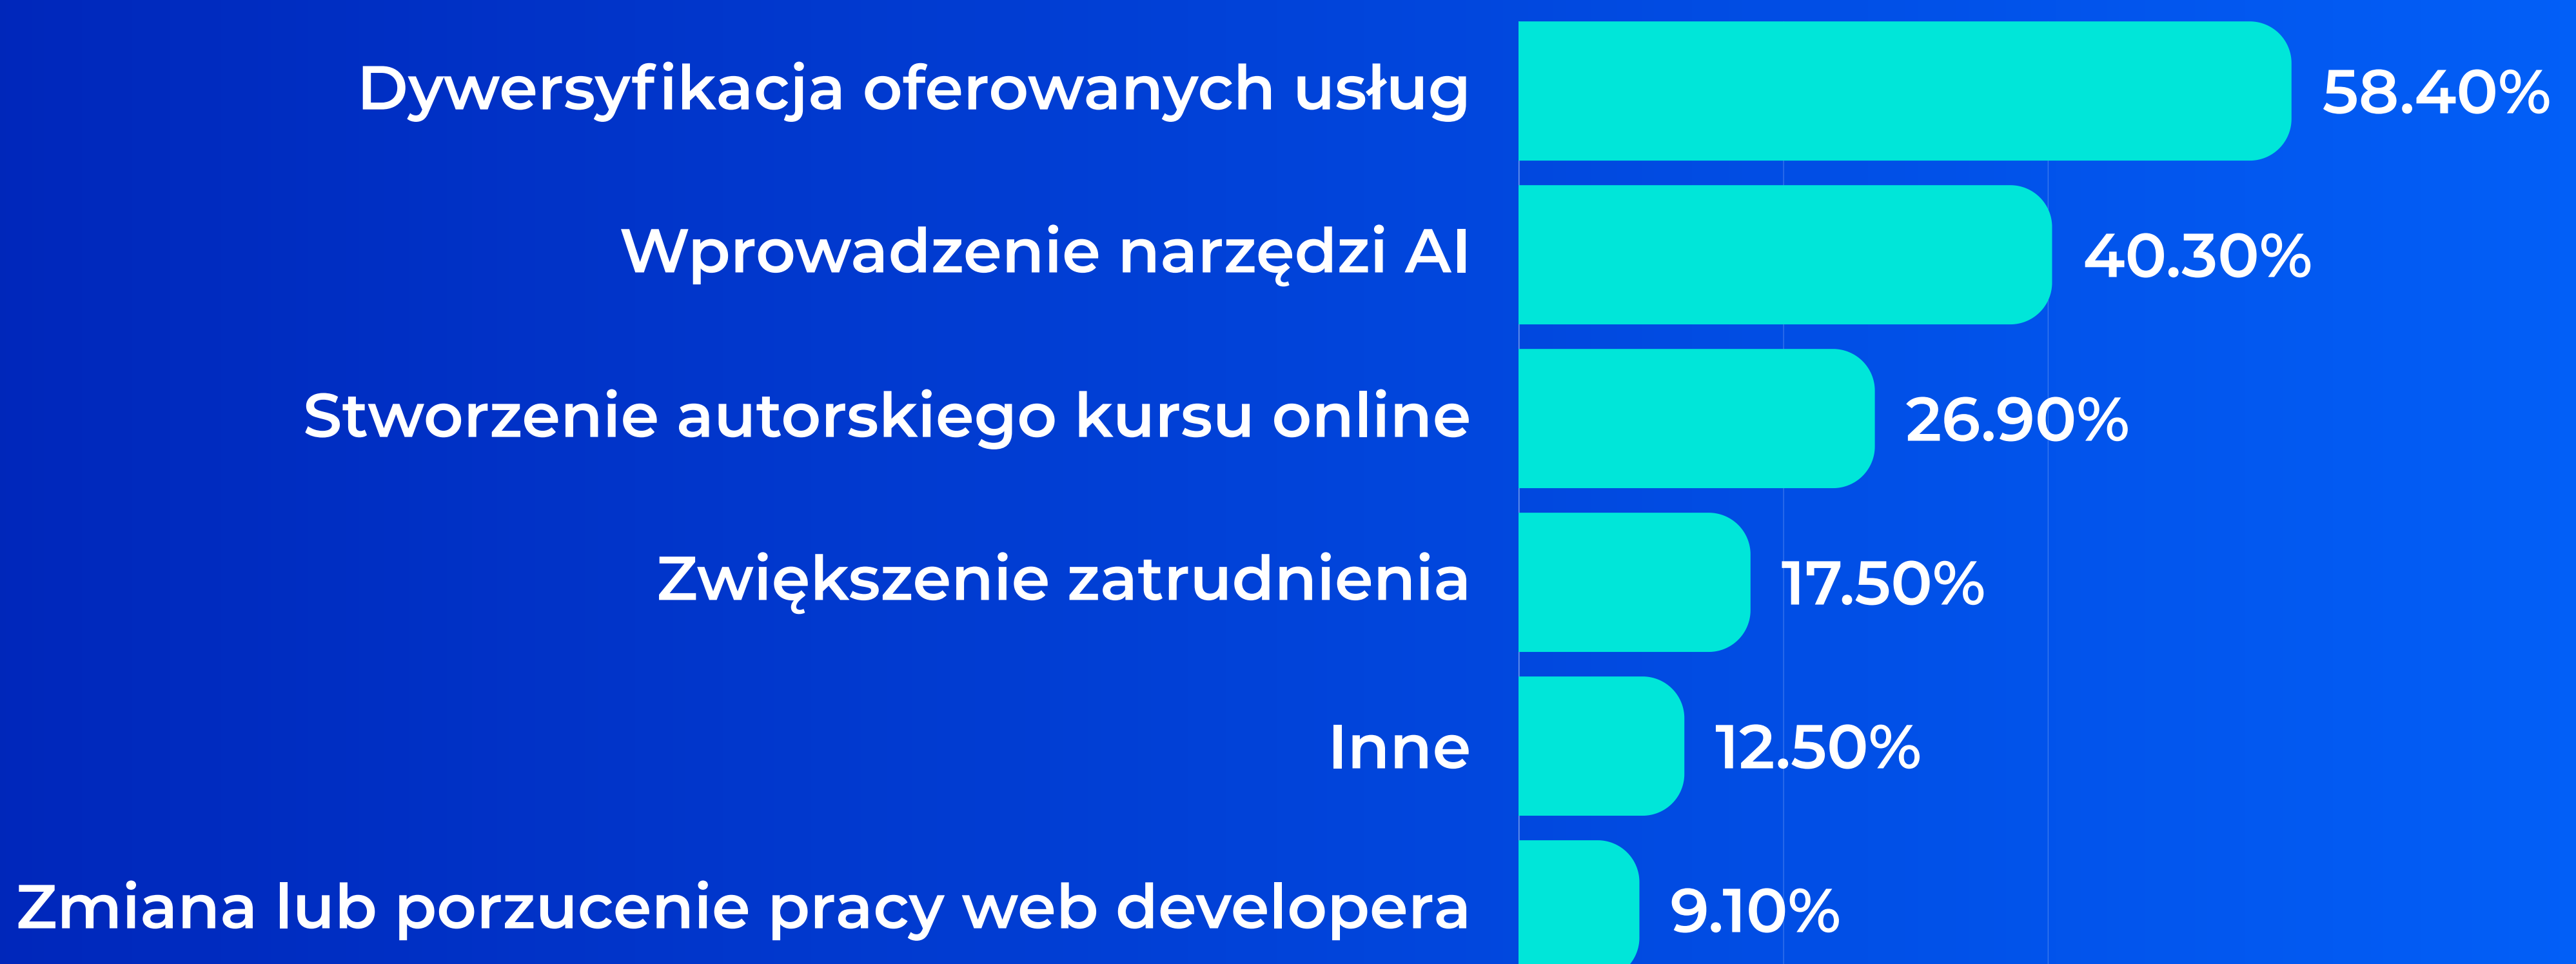 Dywersyfikacja oferowanych usług 58.40%
Wprowadzenie narzędzi AI 40.30%
Stworzenie autorskiego kursu online 26.90%
Zwiększenie zatrudnienia 17.50%
Inne 12.50%
Zmiana lub porzucenie pracy web developera 9.10%